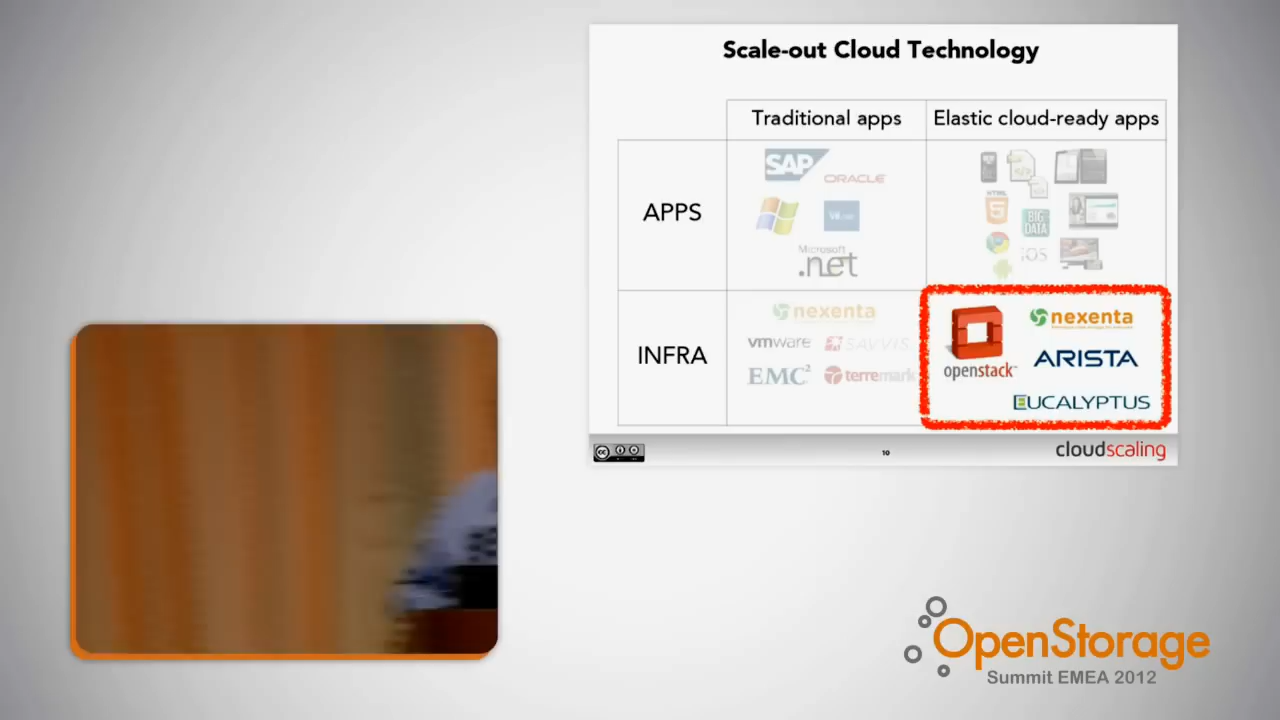 Scale-out Cloud Technology
Traditional apps
Elastic cloud-ready apps
APPS
SAP
ORACLE
HTML
5
BIG
DATA
iOS
Microsoft
.net
INFRA
nexenta
vmware
SAVVIS
EMC²
terremark
openstack
nexenta
ARISTA
EUCALYPTUS
cc
10
cloudscaling
OpenStorage
Summit EMEA 2012